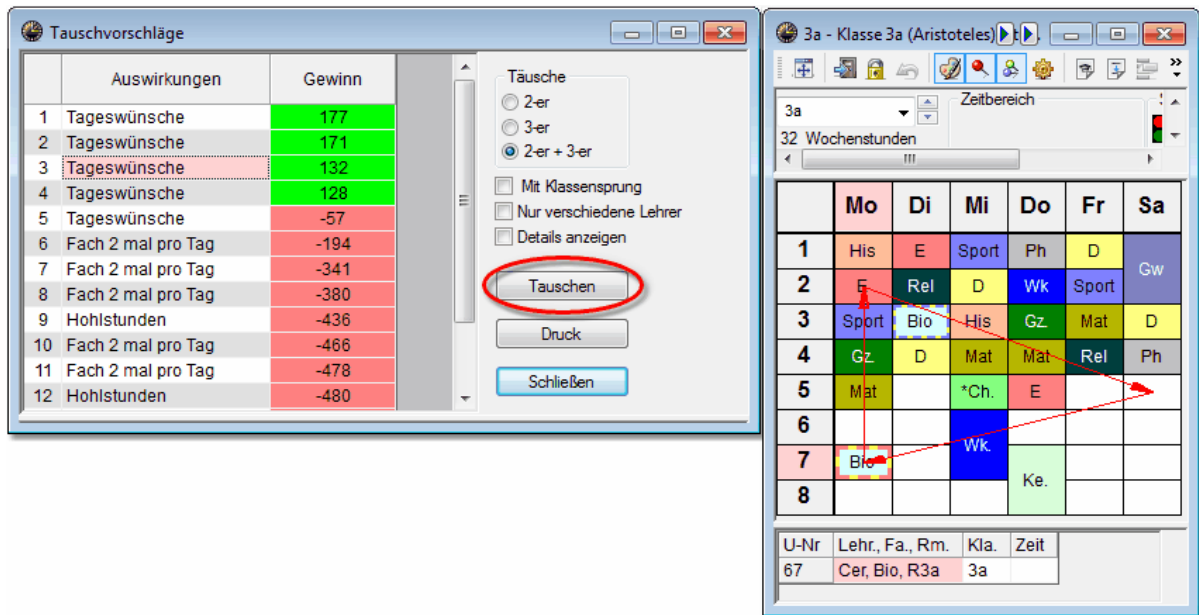 Tauschvorschläge
Auswirkungen Gewinn
1 Tageswünsche 177
2 Tageswünsche 171
3 Tageswünsche 132
4 Tageswünsche 128
5 Tageswünsche -57
6 Fach 2 mal pro Tag -194
7 Fach 2 mal pro Tag -341
8 Fach 2 mal pro Tag -380
9 Hohlstunden -436
10 Fach 2 mal pro Tag -466
11 Fach 2 mal pro Tag -478
12 Hohlstunden -480
Täusche
2-er
3-er
2-er + 3-er
Mit Klassensprung
Nur verschiedene Lehrer
Details anzeigen
Tauschen
Druck
Schließen
3a - Klasse 3a (Aristoteles)
3a
Zeitbereich
32 Wochenstunden
Mo Di Mi Do Fr Sa
1 His E Sport Ph D Gw
2 E Rel D Wk Sport
3 Sport Bio His Gz. Mat D
4 Gz. D Mat Mat Rel Ph
5 Mat *Ch. E
6 Wk.
7 Bio Ke.
8
U-Nr Lehr., Fa., Rm. Kla. Zeit
67 Cer, Bio, R3a 3a